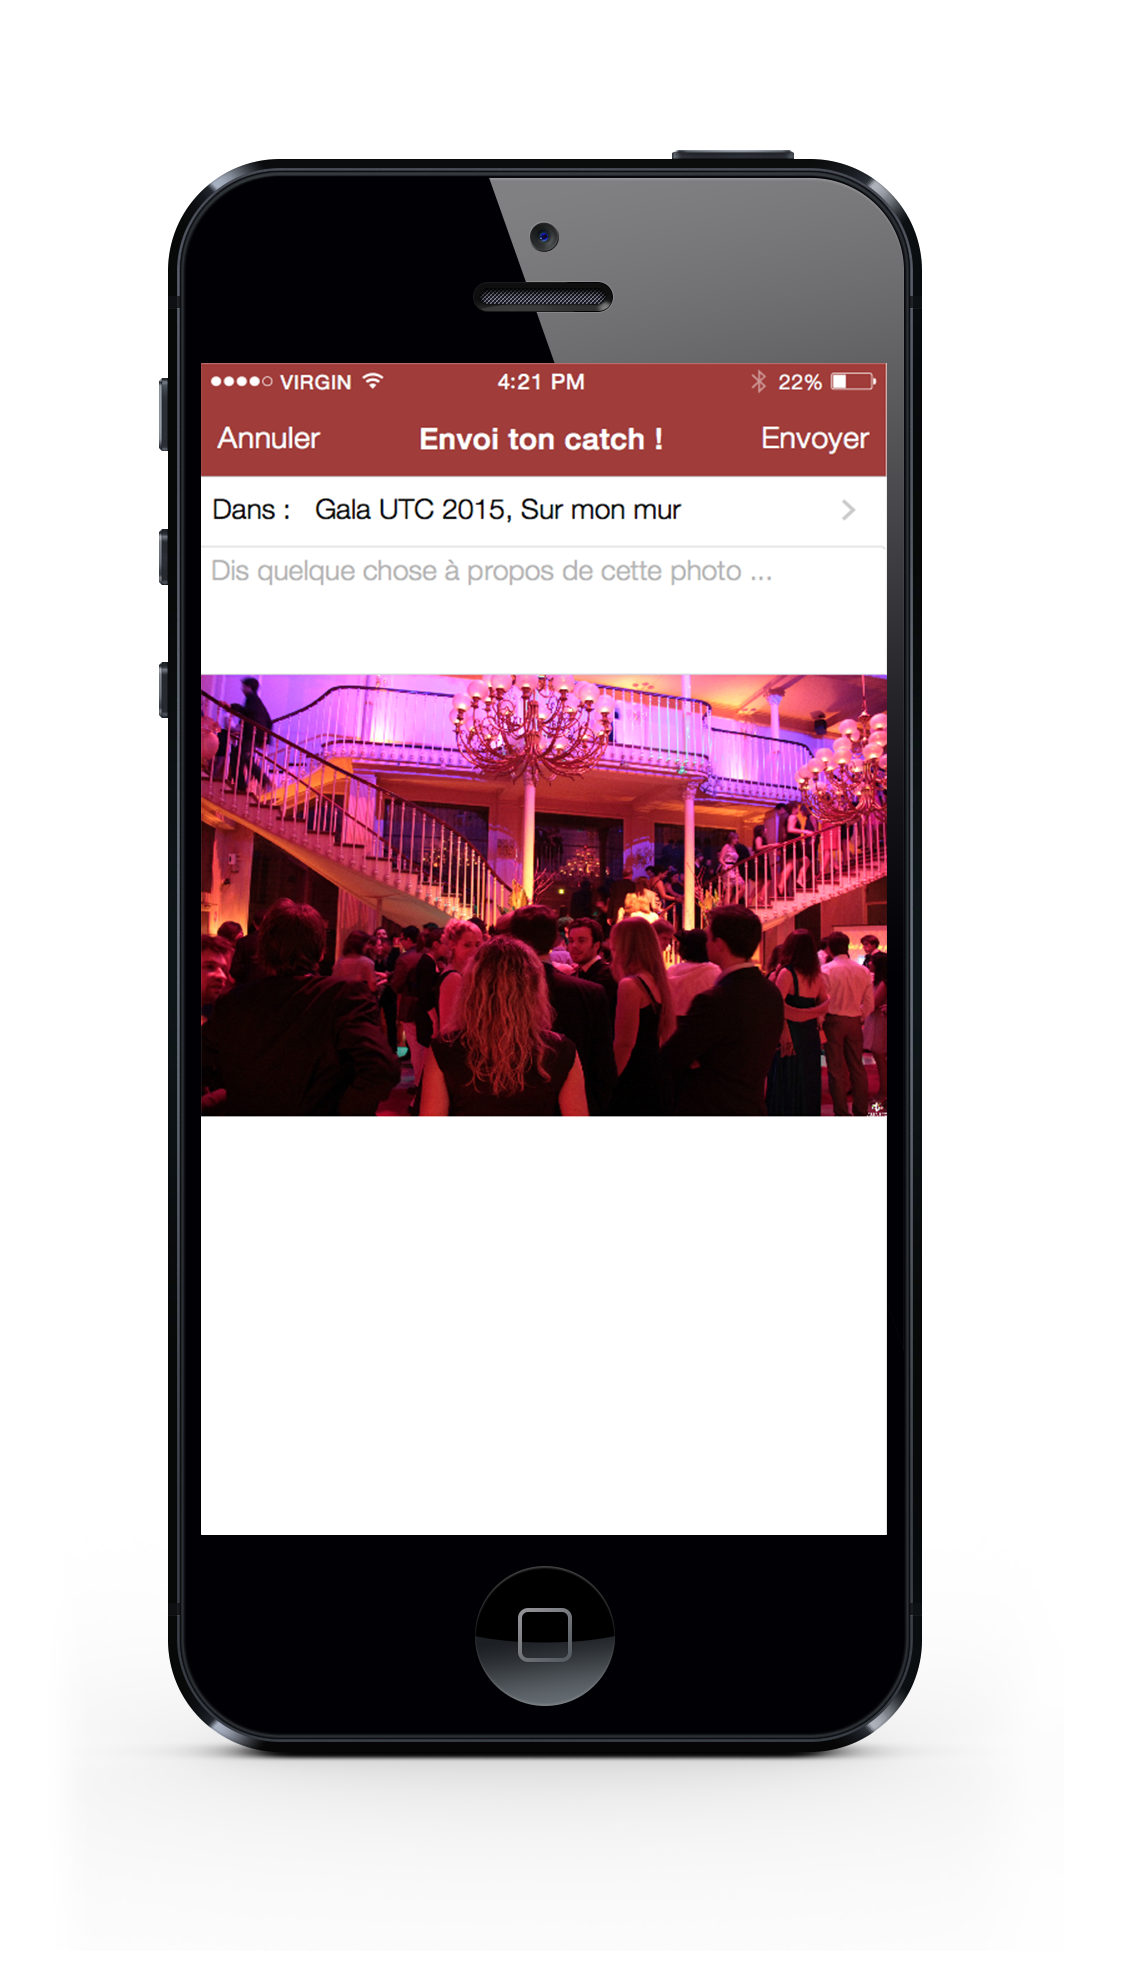 VIRGIN 4:21 PM 22%
Annuler Envoi ton catch ! Envoyer
Dans : Gala UTC 2015, Sur mon mur
Dis quelque chose à propos de cette photo ...